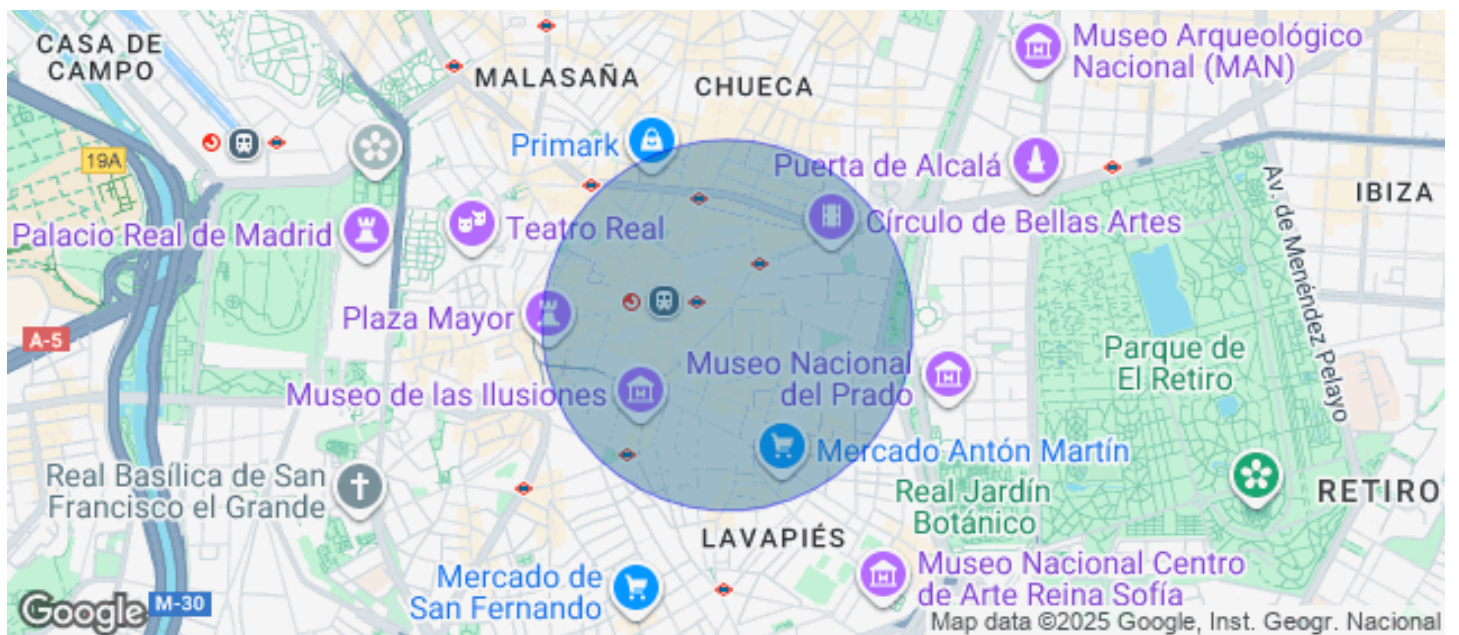 CASA DE
CAMPO
MALASAÑA
CHUECA
Museo Arqueológico
Nacional (MAN)
Primark
19A
Puerta de Alcalá
IBIZA
Palacio Real de Madrid
Teatro Real
Círculo de Bellas Artes
Av. de Menéndez Pelayo
Plaza Mayor
A-5
Museo Nacional
del Prado
Parque de
El Retiro
Museo de las Ilusiones
Mercado Antón Martín
Real Basílica de San
Francisco el Grande
Real Jardín
Botánico
RETIRO
LAVAPIÉS
Mercado de
San Fernando
Museo Nacional Centro
de Arte Reina Sofía
Google
M-30
Map data ©2025 Google, Inst. Geogr. Nacional